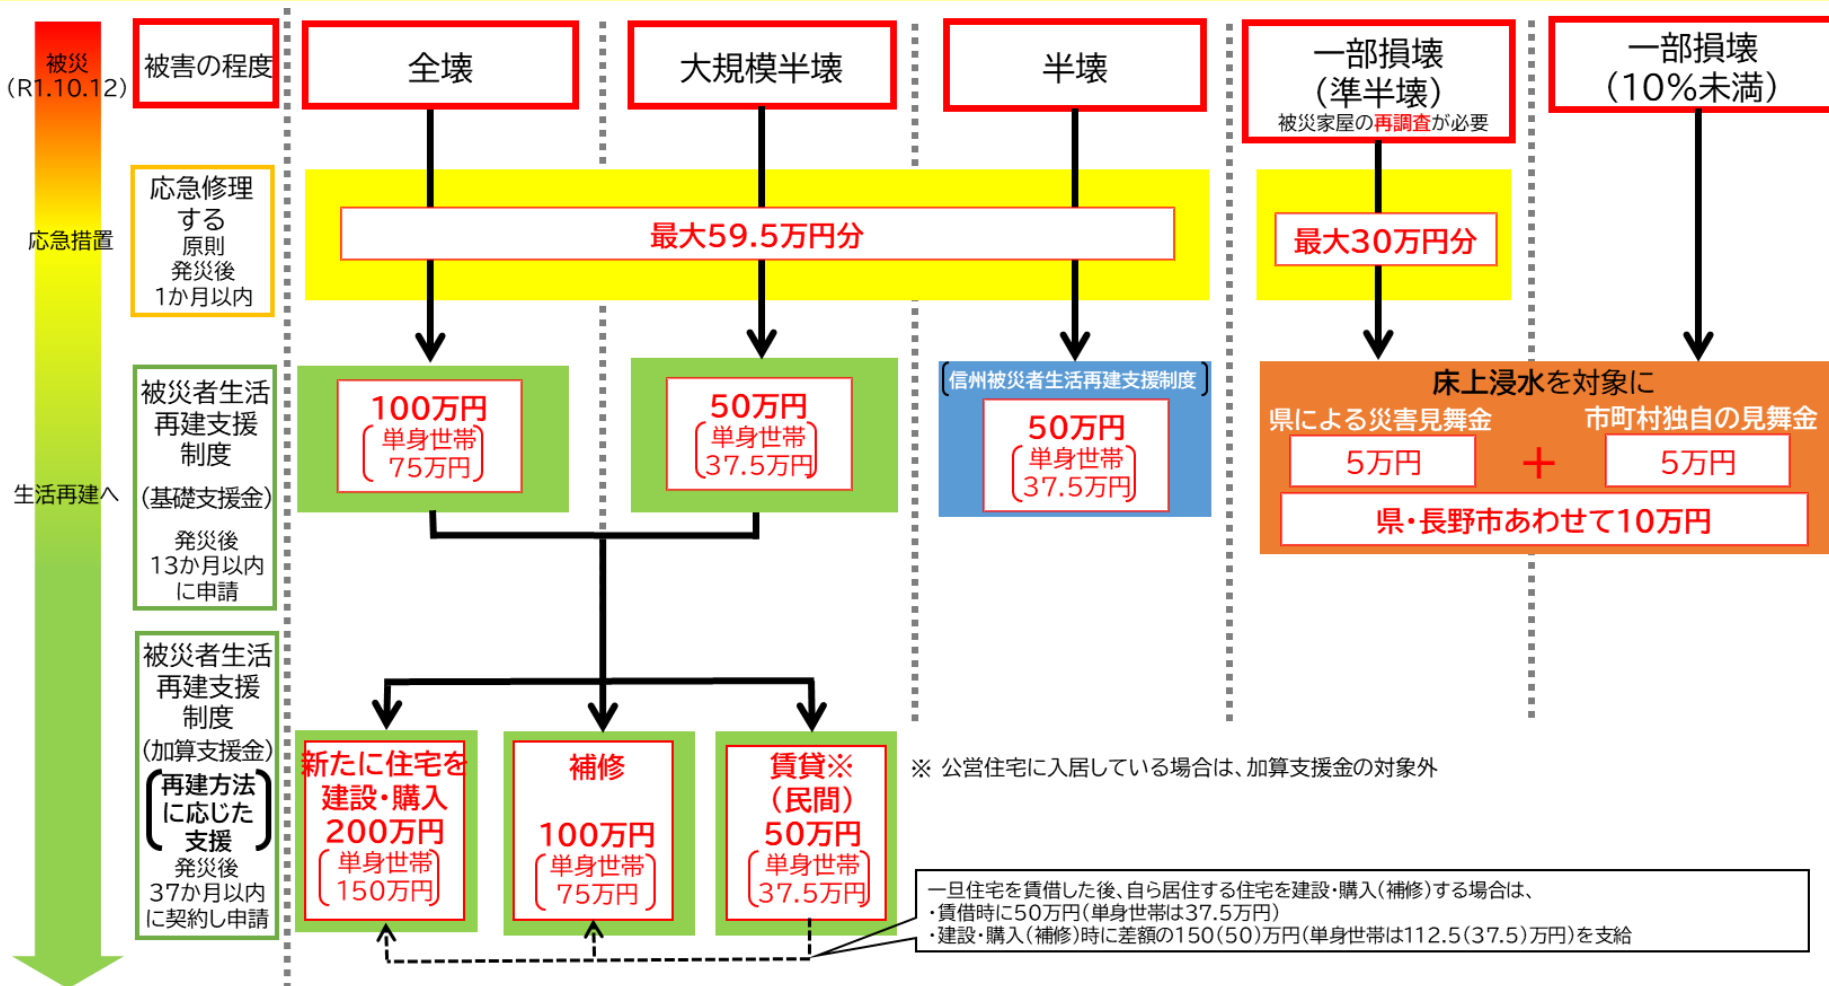 被災
(R1.10.12)
被害の程度
全壊
大規模半壊
半壊
一部損壊
(準半壊)
被災家屋の再調査が必要
一部損壊
(10%未満)
応急措置
応急修理
する
原則
発災後
1か月以内
最大59.5万円分
最大30万円分
生活再建へ
被災者生活
再建支援
制度
(基礎支援金)
発災後
13か月以内
に申請
100万円
(単身世帯
75万円)
50万円
(単身世帯
37.5万円)
(信州被災者生活再建支援制度)
50万円
(単身世帯
37.5万円)
床上浸水を対象に
県による災害見舞金
5万円
+
市町村独自の見舞金
5万円
県・長野市あわせて10万円
被災者生活
再建支援
制度
(加算支援金)
(再建方法
に応じた
支援)
発災後
37か月以内
に契約し申請
新たに住宅を
建設・購入
200万円
(単身世帯
150万円)
補修
100万円
(単身世帯
75万円)
賃貸※
(民間)
50万円
(単身世帯
37.5万円)
※ 公営住宅に入居している場合は、加算支援金の対象外
一旦住宅を賃借した後、自ら居住する住宅を建設・購入(補修)する場合は、
・賃借時に50万円(単身世帯は37.5万円)
・建設・購入(補修)時に差額の150(50)万円(単身世帯は112.5(37.5)万円)を支給